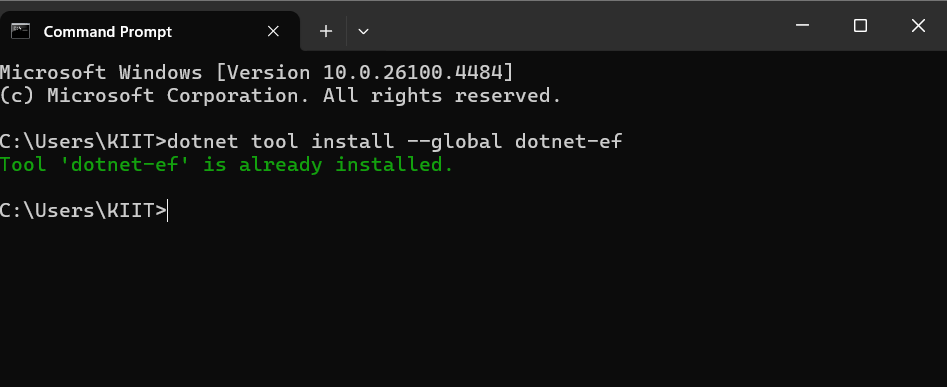 Command Prompt
Microsoft Windows [Version 10.0.26100.4484]
(c) Microsoft Corporation. All rights reserved.
C:\Users\KIIT>dotnet tool install --global dotnet-ef
Tool 'dotnet-ef' is already installed.
C:\Users\KIIT>